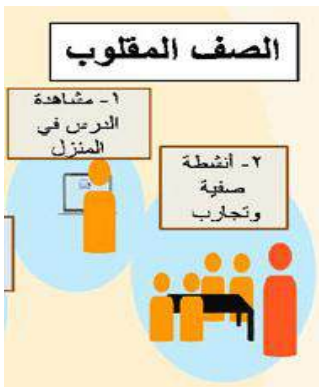 الصف المقلوب
١- مشاهدة
الدرس في
المنزل
٢- أنشطة
صفية
وتجارب